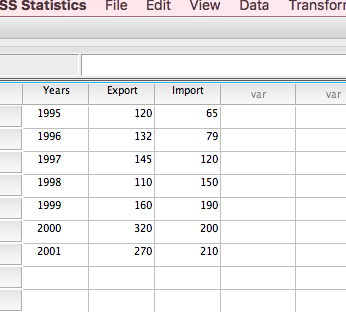 SS Statistics File Edit View Data Transfor
Years Export Import var var
1995 120 65
1996 132 79
1997 145 120
1998 110 150
1999 160 190
2000 320 200
2001 270 210